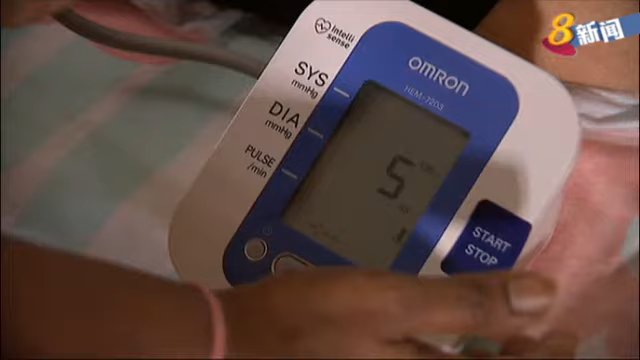 8新闻
Intelli
sense
OMRON
HEM-7203
SYS
mmHg
DIA
mmHg
PULSE
/min
5
START
STOP